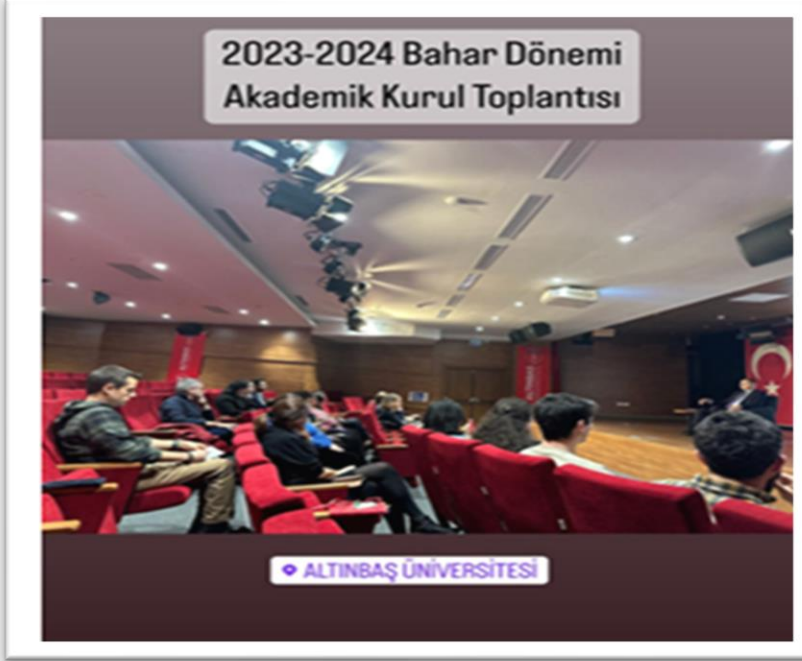 2023-2024 Bahar Dönemi
Akademik Kurul Toplantısı
ALTINBAŞ ÜNİVERSİTESİ